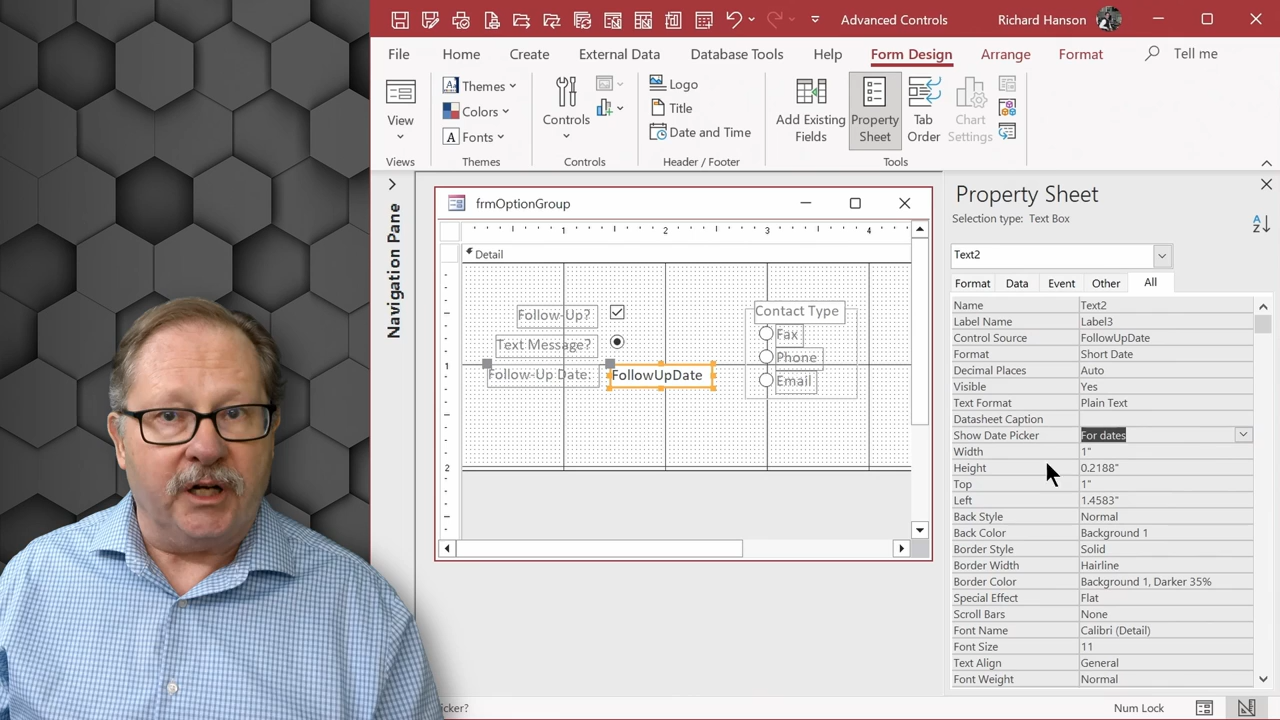 Advanced Controls
Richard Hanson
File Home Create External Data Database Tools Help Form Design Arrange Format Tell me
View
Views
Themes
Colors
Fonts
Themes
Controls
Controls
Logo
Title
Date and Time
Header / Footer
Add Existing Fields
Property Sheet
Tab Order
Chart Settings
Tools
Navigation Pane
frmOptionGroup
1 2 3 4
Detail
Follow-Up?
Text Message?
Follow-Up Date:
FollowUpDate
Contact Type
Fax
Phone
Email
1
2
Property Sheet
Selection type: Text Box
Text2
Format Data Event Other All
Name Text2
Label Name Label3
Control Source FollowUpDate
Format Short Date
Decimal Places Auto
Visible Yes
Text Format Plain Text
Datasheet Caption
Show Date Picker For dates
Width 1"
Height 0.2188"
Top 1"
Left 1.4583"
Back Style Normal
Back Color Background 1
Border Style Solid
Border Width Hairline
Border Color Background 1, Darker 35%
Special Effect Flat
Scroll Bars None
Font Name Calibri (Detail)
Font Size 11
Text Align General
Font Weight Normal
icker?
Num Lock